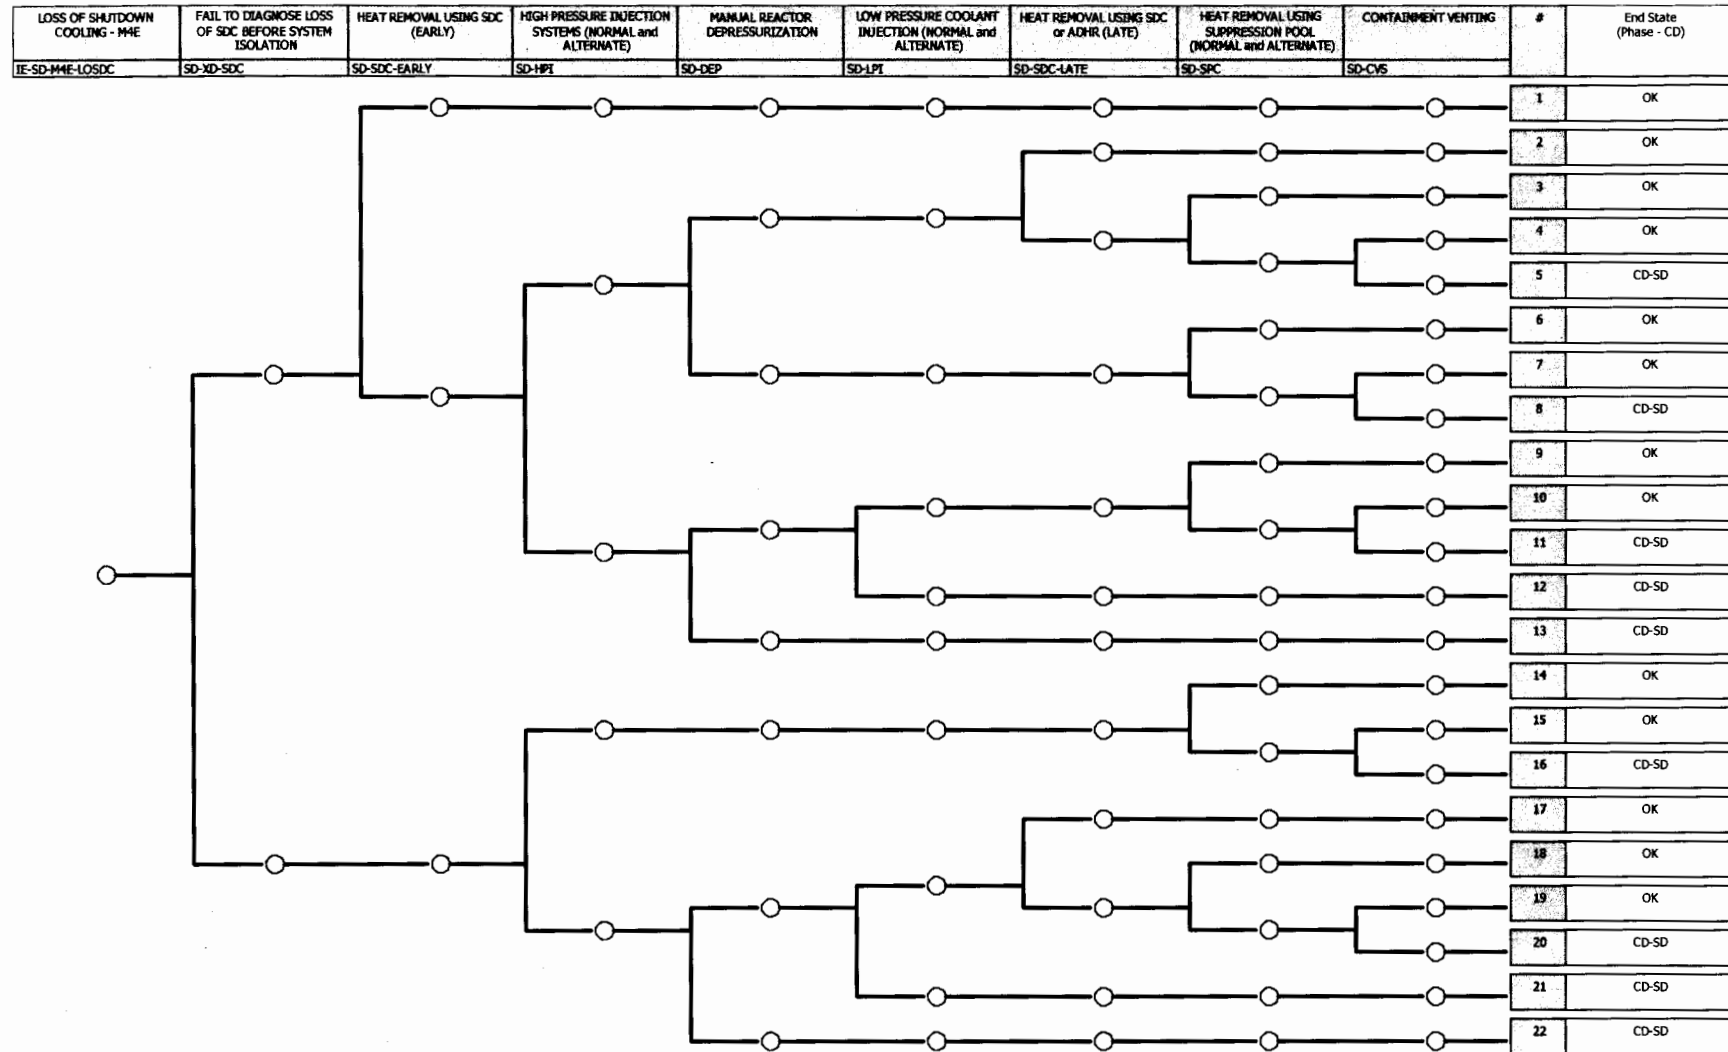 LOSS OF SHUTDOWN
COOLING - M4E
IE-SD-M4E-LOSDC
FAIL TO DIAGNOSE LOSS
OF SDC BEFORE SYSTEM
ISOLATION
SD-XD-SDC
HEAT REMOVAL USING SDC
(EARLY)
SD-SDC-EARLY
HIGH PRESSURE INJECTION
SYSTEMS (NORMAL and
ALTERNATE)
SD-HPI
MANUAL REACTOR
DEPRESSURIZATION
SD-DEP
LOW PRESSURE COOLANT
INJECTION (NORMAL and
ALTERNATE)
SD-LPI
HEAT REMOVAL USING SDC
or ADHR (LATE)
SD-SDC-LATE
HEAT REMOVAL USING
SUPPRESSION POOL
(NORMAL and ALTERNATE)
SD-SPC
CONTAINMENT VENTING
SD-CVS
#
End State
(Phase - CD)
1 OK
2 OK
3 OK
4 OK
5 CD-SD
6 OK
7 OK
8 CD-SD
9 OK
10 OK
11 CD-SD
12 CD-SD
13 CD-SD
14 OK
15 OK
16 CD-SD
17 OK
18 OK
19 OK
20 CD-SD
21 CD-SD
22 CD-SD